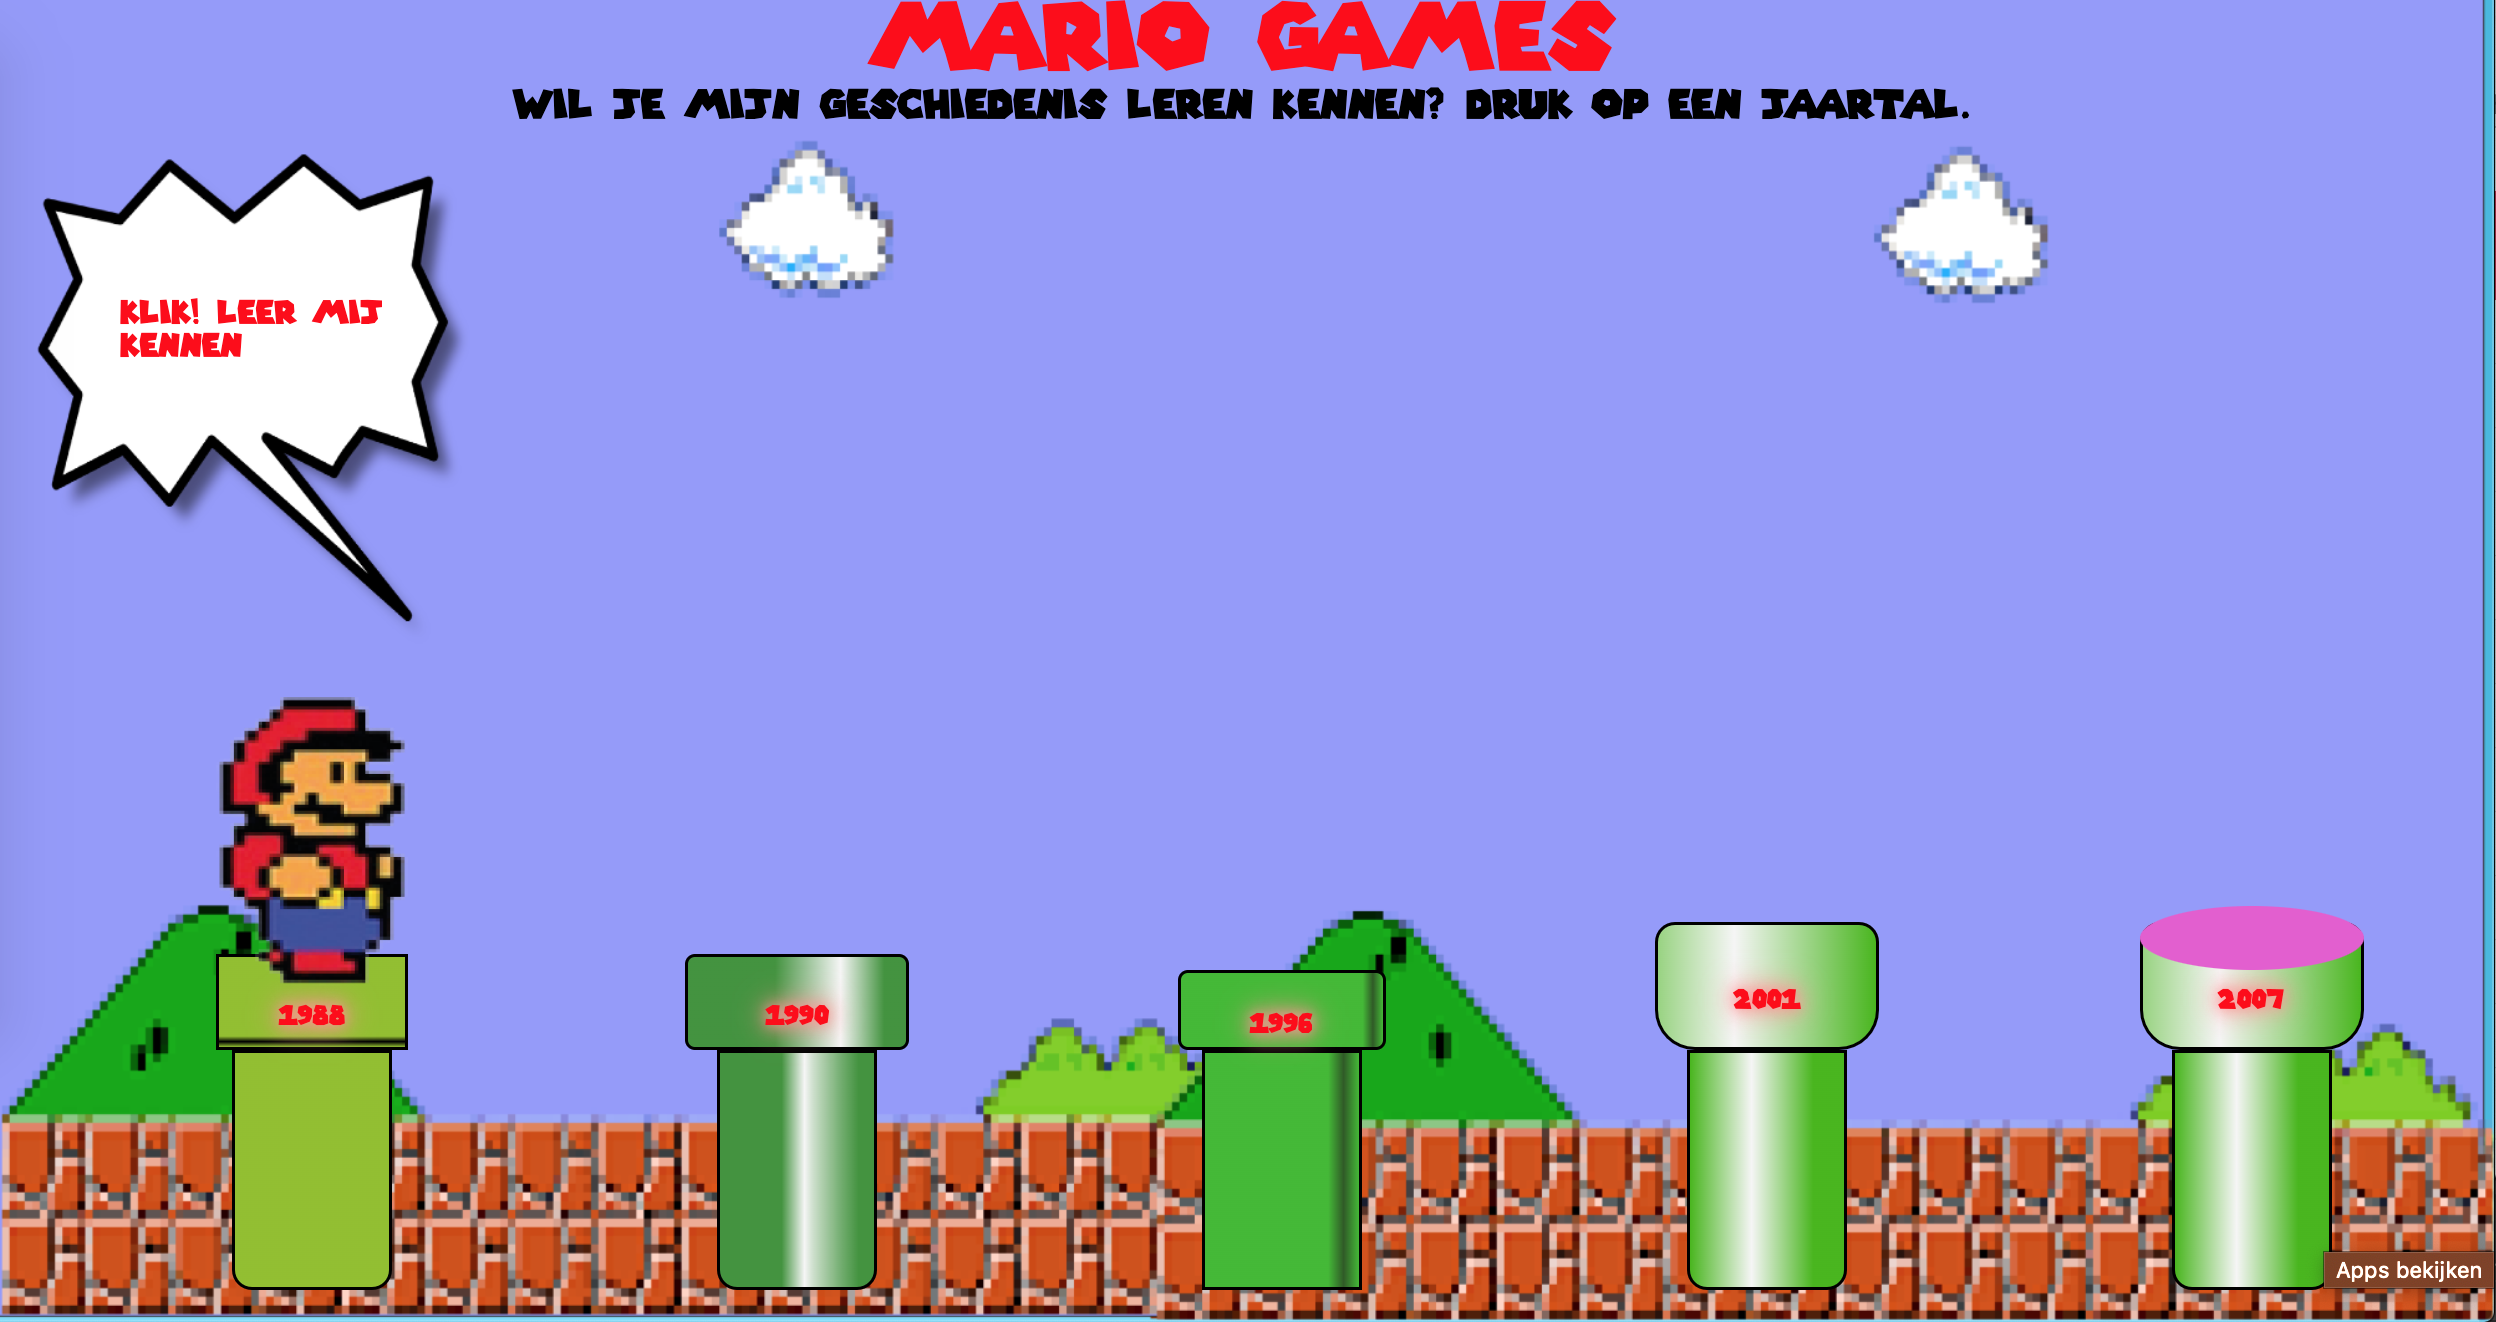 MARIO GAMES
WIL JE MIJN GESCHIEDENIS LEREN KENNEN? DRUK OP EEN JAARTAL.
KLIK! LEER MIJ
KENNEN
1988
1990
1996
2001
2007
Apps bekijken